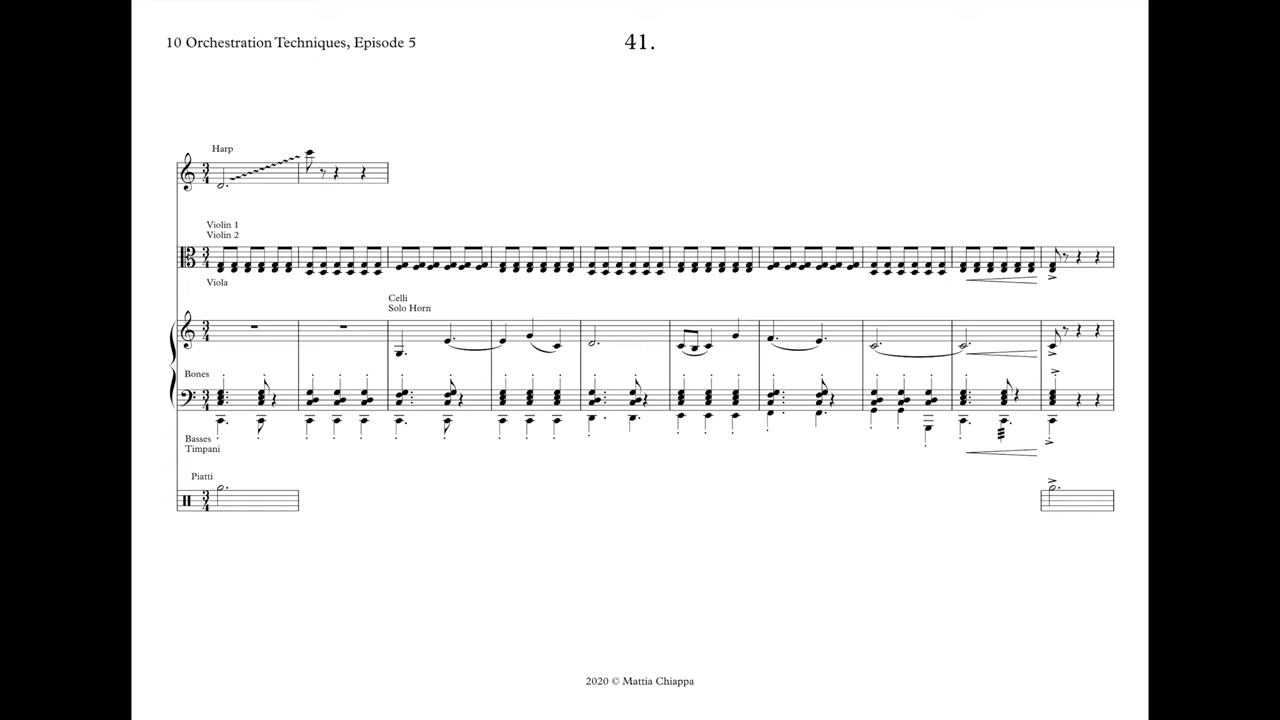 10 Orchestration Techniques, Episode 5
41.
Harp
Violin 1
Violin 2
Viola
Celli
Solo Horn
Bones
Basses
Timpani
Piatti
2020 © Mattia Chiappa